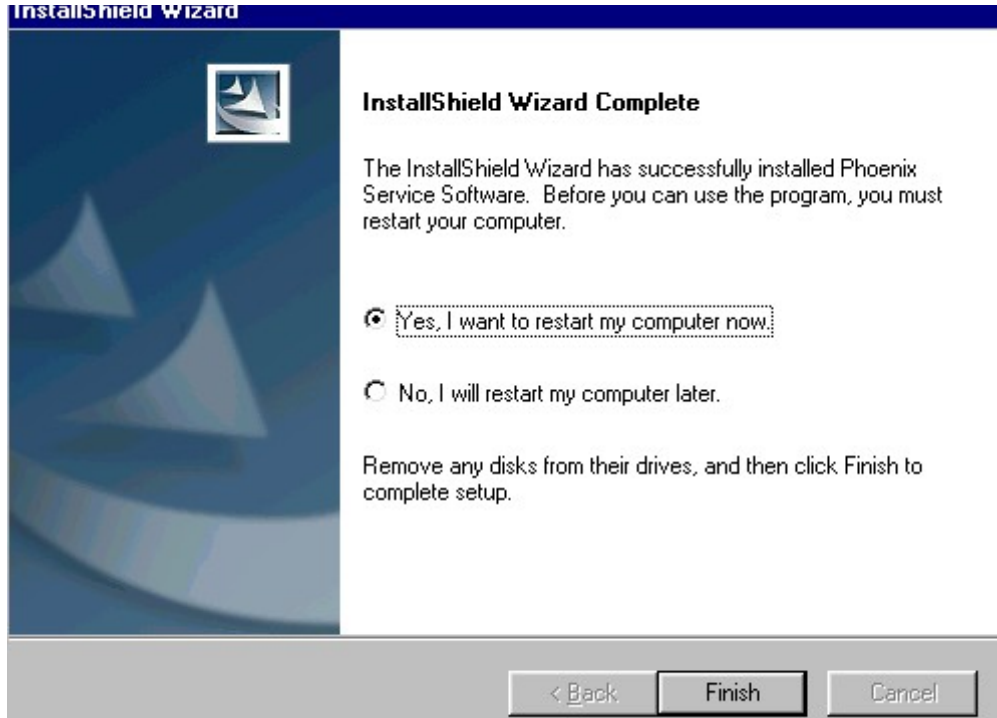 InstallShield Wizard
InstallShield Wizard Complete
The InstallShield Wizard has successfully installed Phoenix
Service Software.  Before you can use the program, you must
restart your computer.
Yes, I want to restart my computer now.
No, I will restart my computer later.
Remove any disks from their drives, and then click Finish to
complete setup.
< Back Finish Cancel